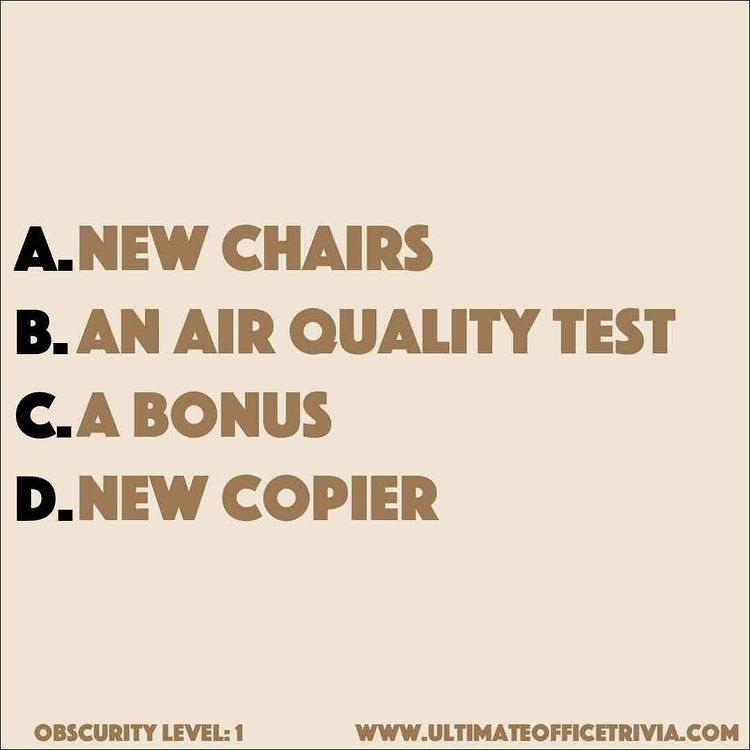 A. NEW CHAIRS
B. AN AIR QUALITY TEST
C. A BONUS
D. NEW COPIER
OBSCURITY LEVEL: 1 WWW.ULTIMATEOFFICETRIVIA.COM